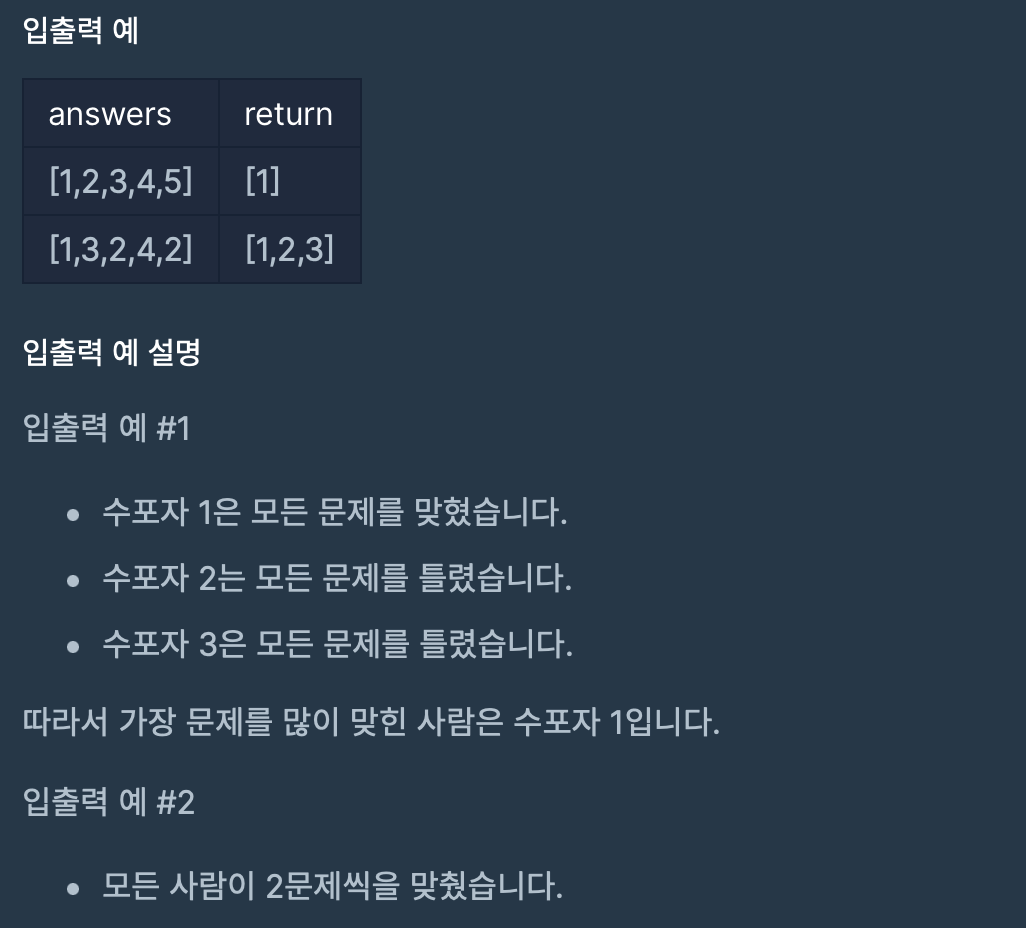 입출력 예
answers return
[1,2,3,4,5] [1]
[1,3,2,4,2] [1,2,3]
입출력 예 설명
입출력 예 #1
수포자 1은 모든 문제를 맞혔습니다.
수포자 2는 모든 문제를 틀렸습니다.
수포자 3은 모든 문제를 틀렸습니다.
따라서 가장 문제를 많이 맞힌 사람은 수포자 1입니다.
입출력 예 #2
모든 사람이 2문제씩을 맞췄습니다.